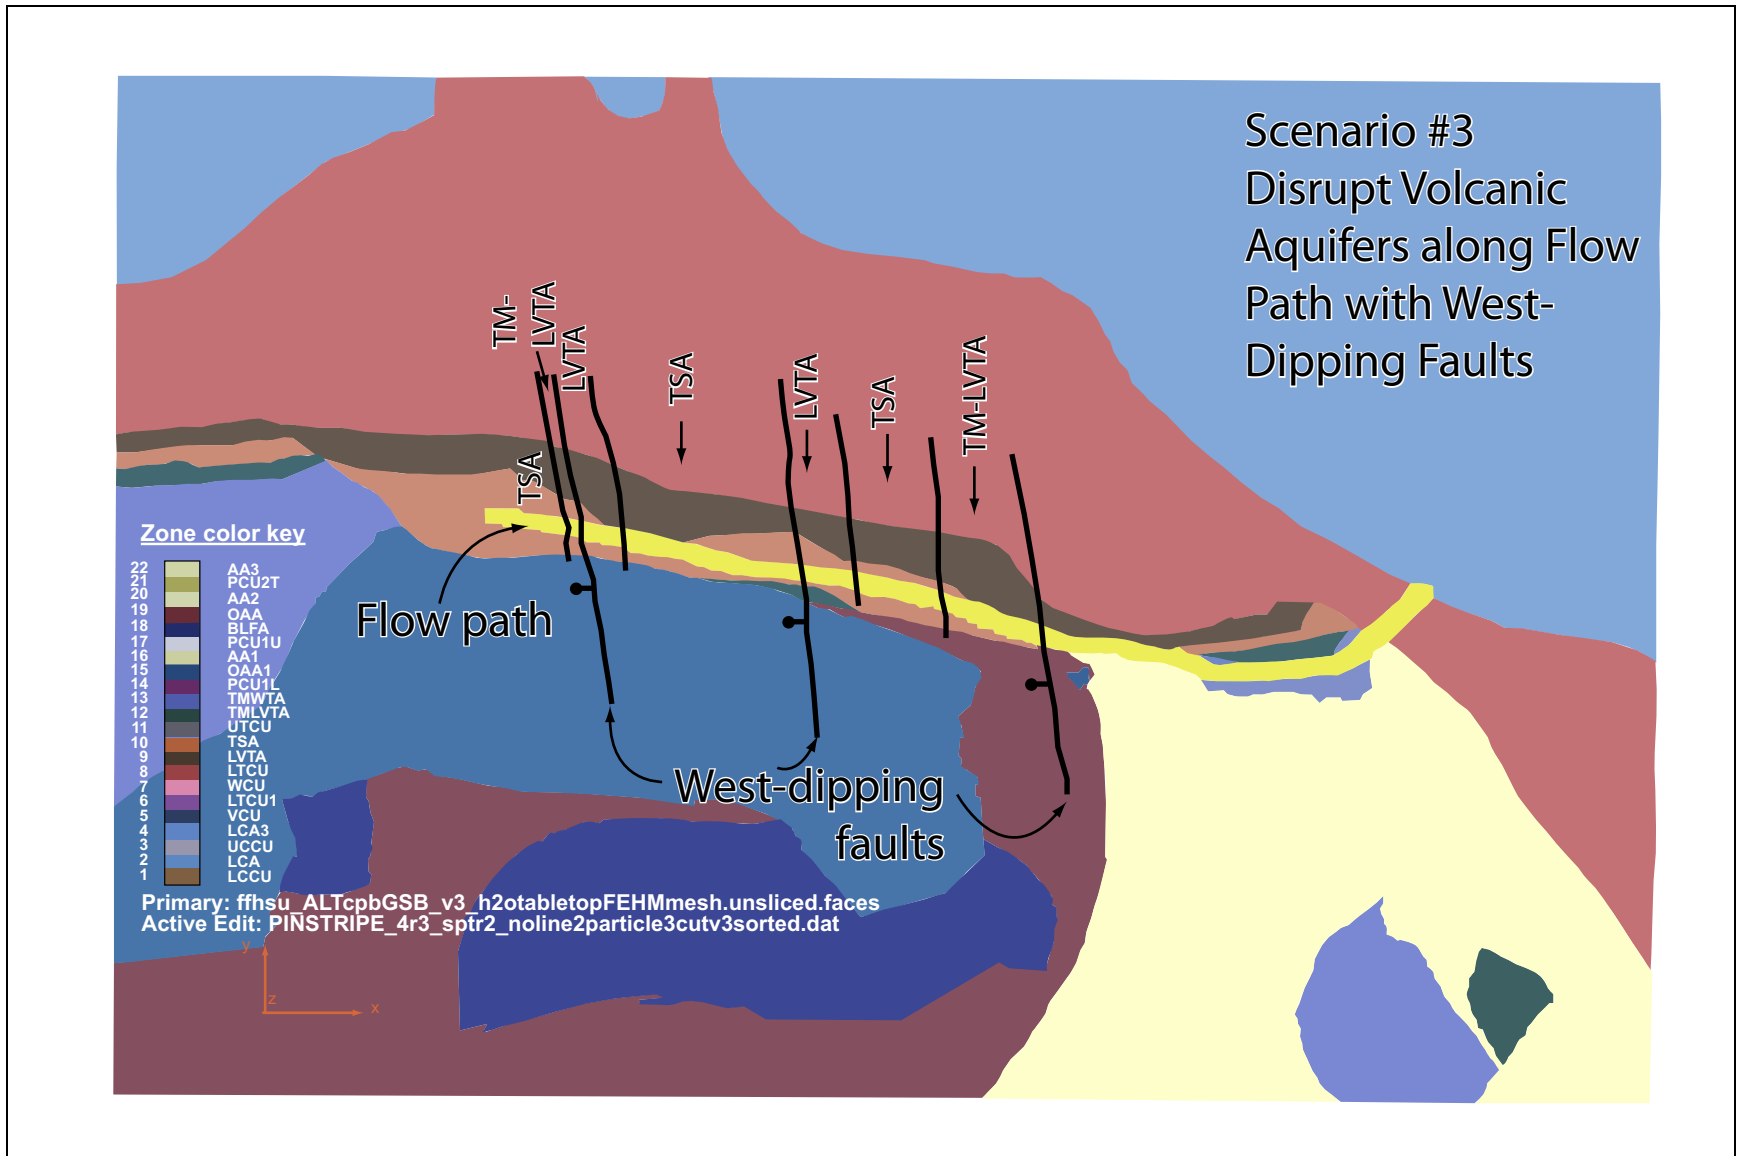 Scenario #3
Disrupt Volcanic
Aquifers along Flow
Path with West-
Dipping Faults
TM-
LVTA
LVTA
TSA
TSA
LVTA
TSA
TM-LVTA
Flow path
West-dipping
faults
Zone color key
22 AA3
21 PCU2T
20 AA2
19 OAA
18 BLFA
17 PCU1U
16 AA1
15 OAA1
14 PCU1L
13 TMWTA
12 TMLVTA
11 UTCU
10 TSA
9 LVTA
8 LTCU
7 WCU
6 LTCU1
5 VCU
4 LCA3
3 UCCU
2 LCA
1 LCCU
Primary: ffhsu_ALTcpbGSB_v3_h2otabletopFEHMmesh.unsliced.faces
Active Edit: PINSTRIPE_4r3_sptr2_noline2particle3cutv3sorted.dat
y
z
x